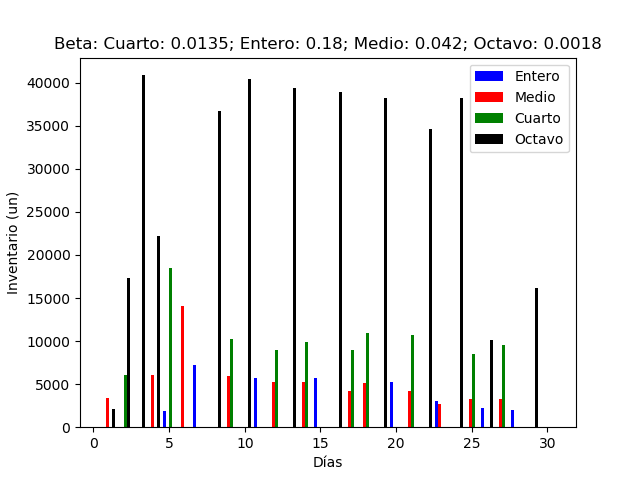 Beta: Cuarto: 0.0135; Entero: 0.18; Medio: 0.042; Octavo: 0.0018
Entero
Medio
Cuarto
Octavo
Inventario (un)
40000
35000
30000
25000
20000
15000
10000
5000
0
0 5 10 15 20 25 30
Días